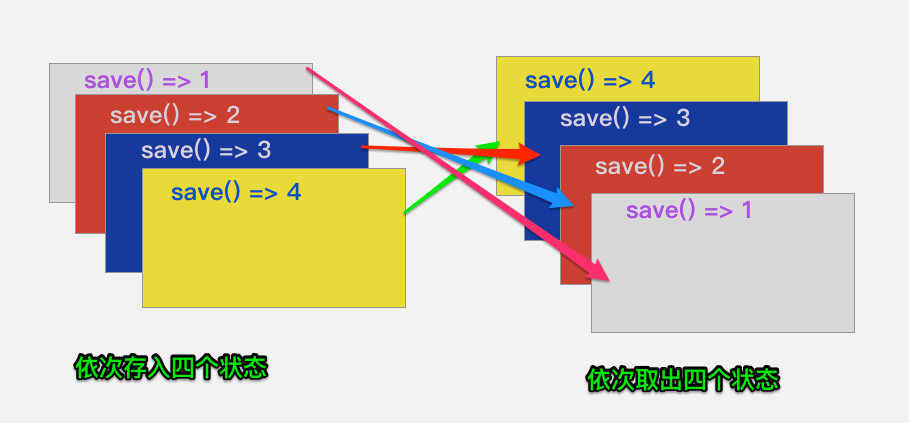 save() => 1
save() => 2
save() => 3
save() => 4
依次存入四个状态
save() => 4
save() => 3
save() => 2
save() => 1
依次取出四个状态